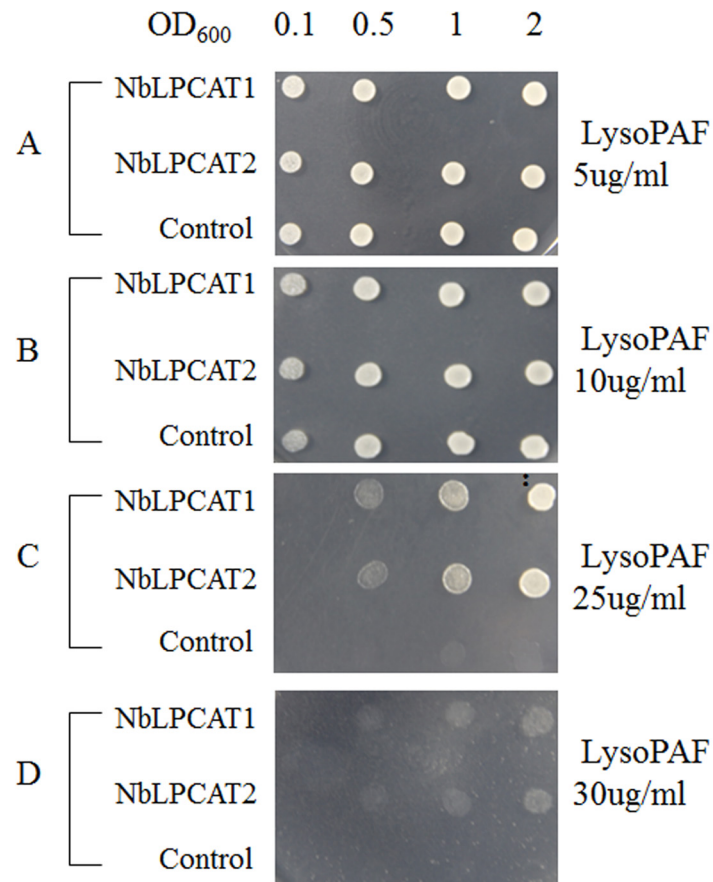 OD600 0.1 0.5 1 2
A
NbLPCAT1
NbLPCAT2
Control
LysoPAF
5ug/ml
B
NbLPCAT1
NbLPCAT2
Control
LysoPAF
10ug/ml
C
NbLPCAT1
NbLPCAT2
Control
LysoPAF
25ug/ml
D
NbLPCAT1
NbLPCAT2
Control
LysoPAF
30ug/ml